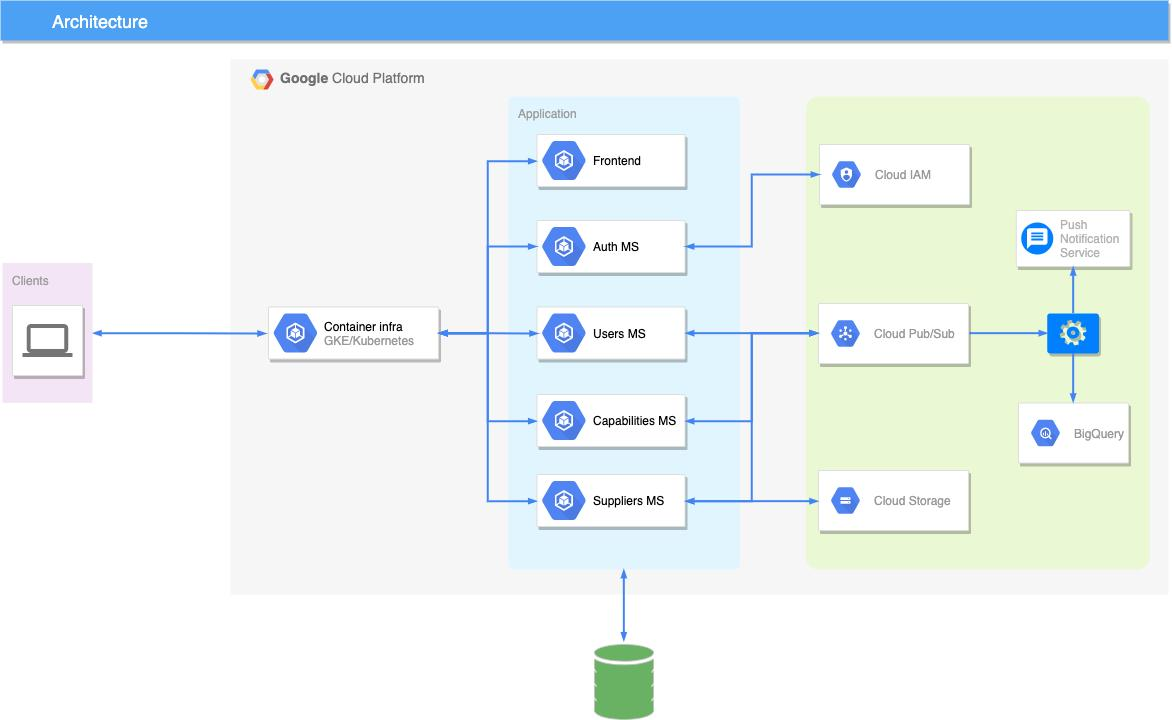 Architecture
Google Cloud Platform
Application
Frontend
Cloud IAM
Auth MS
Push
Notification
Service
Clients
Container infra
GKE/Kubernetes
Users MS
Cloud Pub/Sub
Capabilities MS
BigQuery
Suppliers MS
Cloud Storage